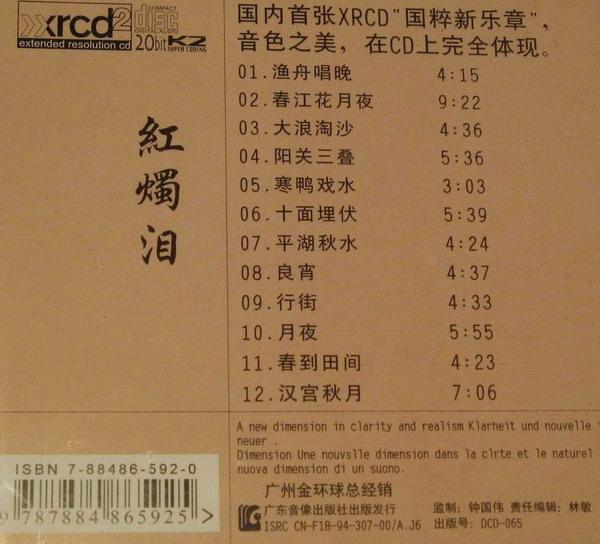 xrcd2
extended resolution cd
COMPACT
disc
DIGITAL AUDIO
20bit K2
SUPER CODING
紅燭泪
国内首张XRCD"国粹新乐章",
音色之美，在CD上完全体现。
01.渔舟唱晚 4:15
02.春江花月夜 9:22
03.大浪淘沙 4:36
04.阳关三叠 5:36
05.寒鸭戏水 3:03
06.十面埋伏 5:39
07.平湖秋水 4:24
08.良宵 4:37
09.行街 4:33
10.月夜 5:55
11.春到田间 4:23
12.汉宫秋月 7:06
A new dimension in clarity and realism Klarheit und nouvelle
neuer .
Dimension Une nouvslle dimension dans la clrte et le naturel
nuova dimension di un suono.
ISBN 7-88486-592-0
9787884865925>
广州金环球总经销
广东音像出版社出版发行 监制: 钟国伟 责任编辑: 林敏
ISRC CN-F18-94-307-00/A.J6 出版号: DCD-065